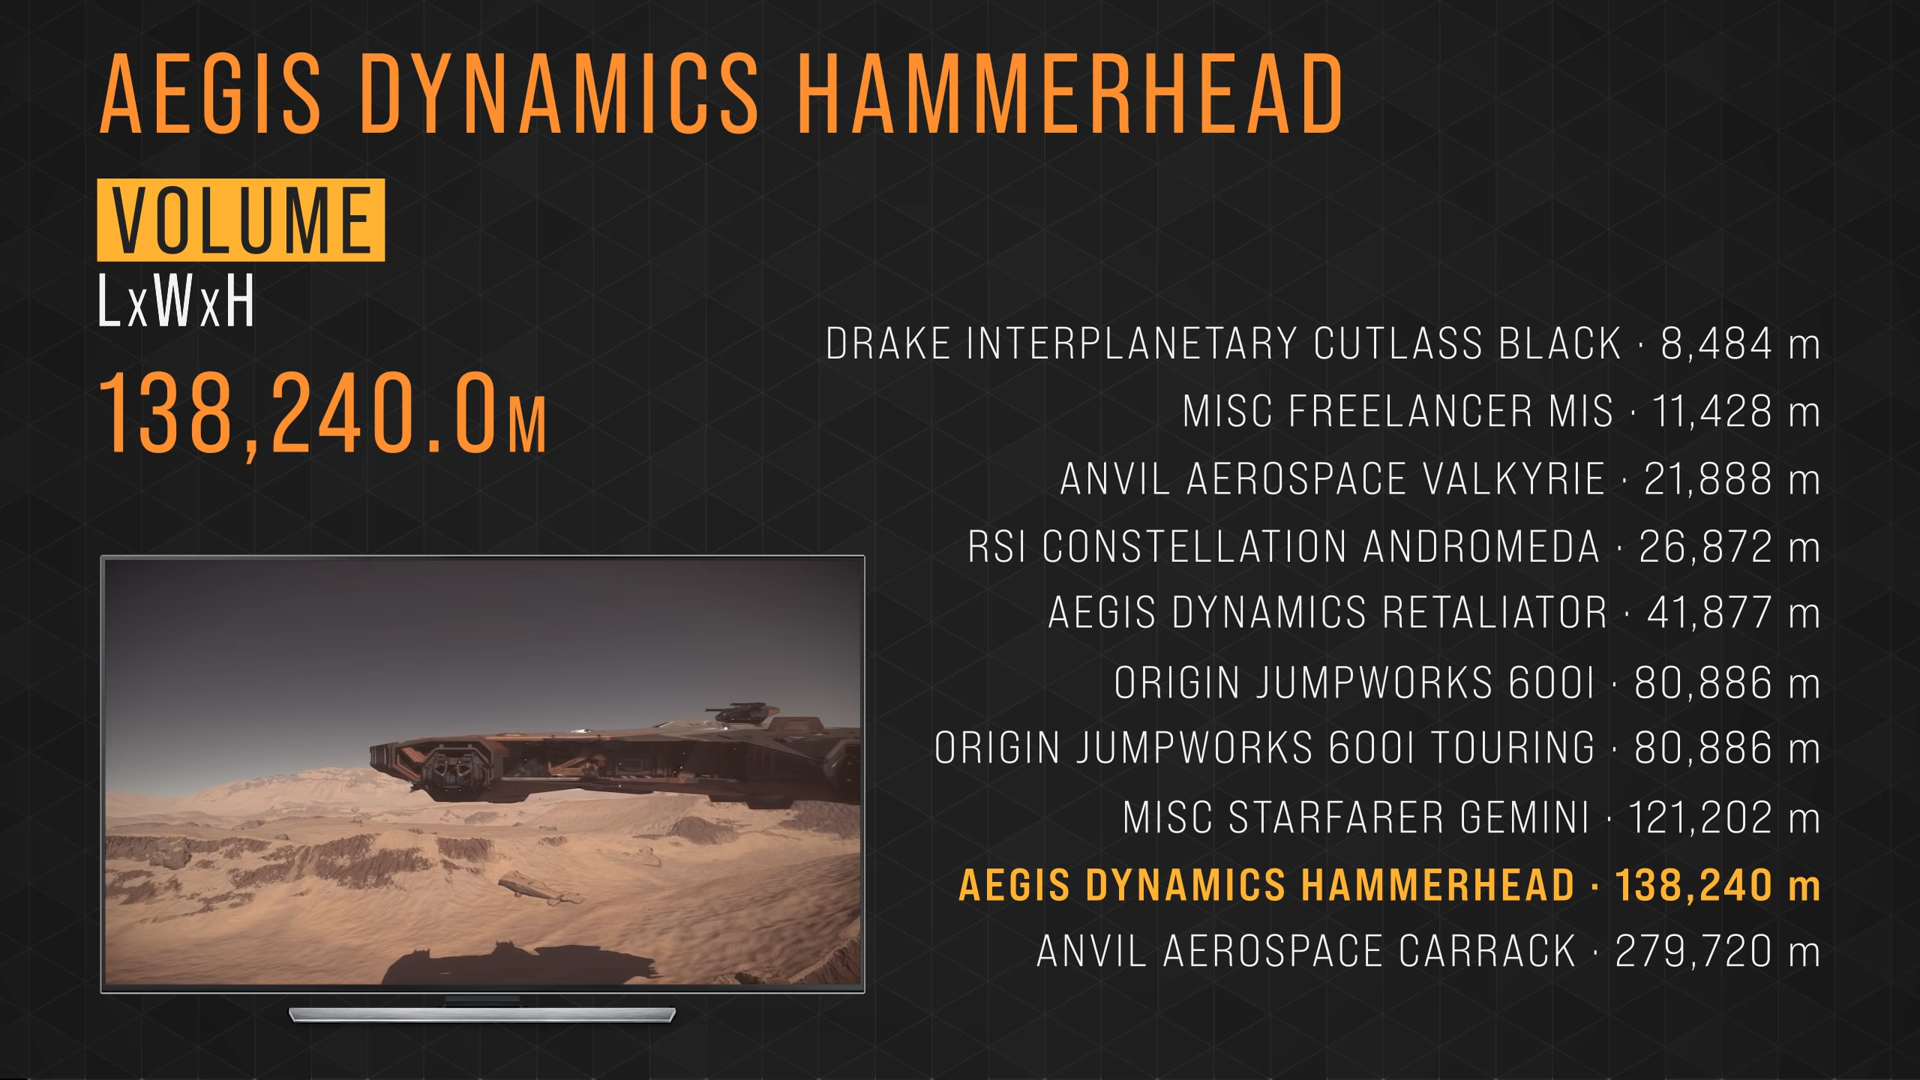 AEGIS DYNAMICS HAMMERHEAD
VOLUME
LxWxH
138,240.0M
DRAKE INTERPLANETARY CUTLASS BLACK · 8,484 m
MISC FREELANCER MIS · 11,428 m
ANVIL AEROSPACE VALKYRIE · 21,888 m
RSI CONSTELLATION ANDROMEDA · 26,872 m
AEGIS DYNAMICS RETALIATOR · 41,877 m
ORIGIN JUMPWORKS 600I · 80,886 m
ORIGIN JUMPWORKS 600I TOURING · 80,886 m
MISC STARFARER GEMINI · 121,202 m
AEGIS DYNAMICS HAMMERHEAD · 138,240 m
ANVIL AEROSPACE CARRACK · 279,720 m